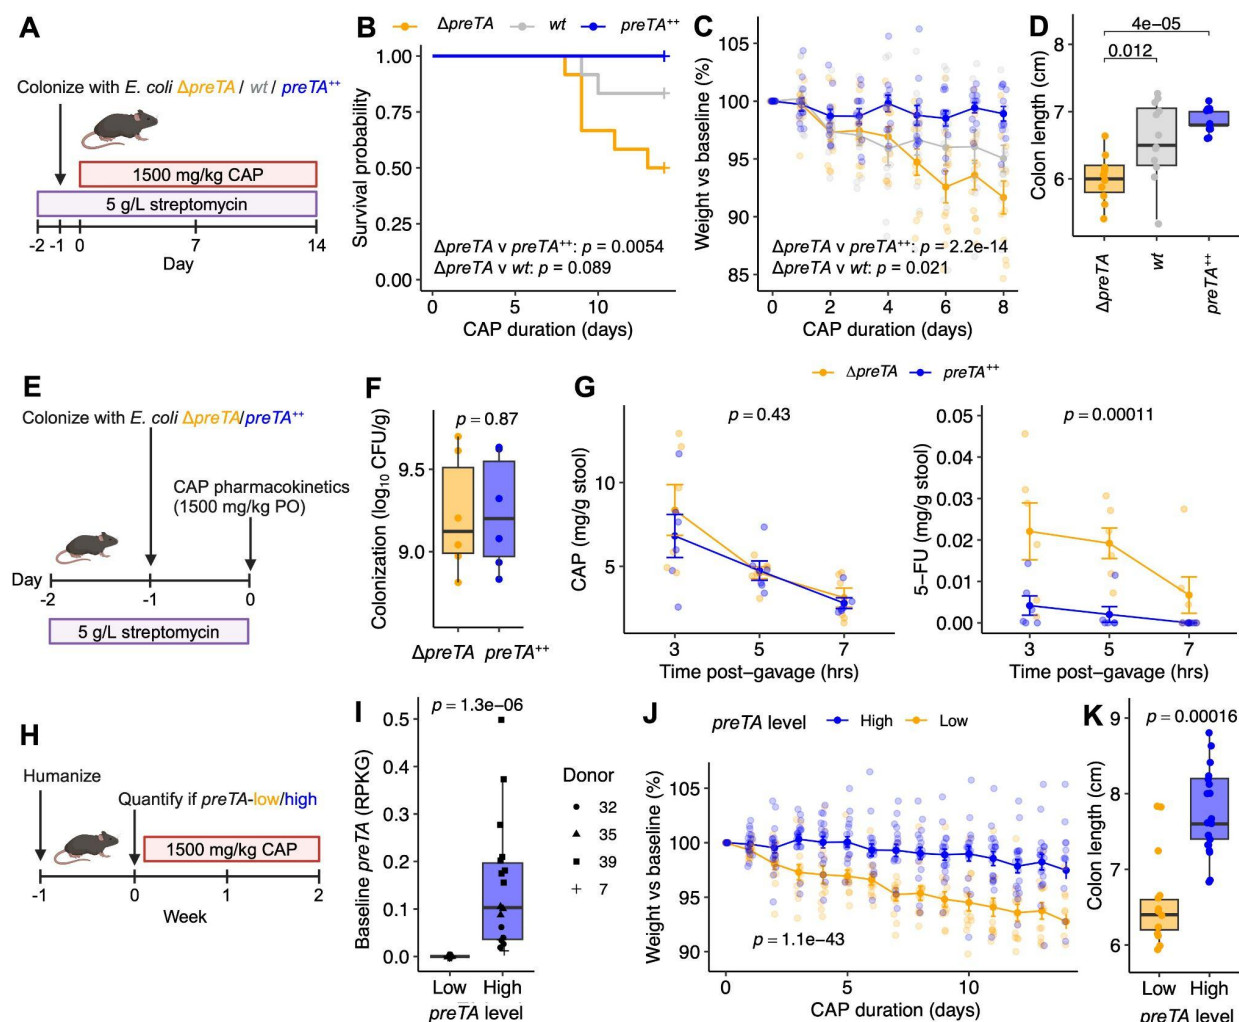 A
Colonize with E. coli ΔpreTA / wt / preTA++
1500 mg/kg CAP
5 g/L streptomycin
-2 -1 0 7 14
Day
B
ΔpreTA wt preTA++
Survival probability
1.00
0.75
0.50
0.25
0.00
ΔpreTA v preTA++: p = 0.0054
ΔpreTA v wt: p = 0.089
0 5 10
CAP duration (days)
C
Weight vs baseline (%)
105
100
95
90
85
ΔpreTA v preTA++: p = 2.2e-14
ΔpreTA v wt: p = 0.021
0 2 4 6 8
CAP duration (days)
D
Colon length (cm)
8
7
6
4e-05
0.012
ΔpreTA
wt
preTA++
E
Colonize with E. coli ΔpreTA/preTA++
CAP pharmacokinetics
(1500 mg/kg PO)
Day
-2 -1 0
5 g/L streptomycin
F
Colonization (log10 CFU/g)
p = 0.87
9.5
9.0
ΔpreTA preTA++
G
ΔpreTA preTA++
CAP (mg/g stool)
p = 0.43
10
5
3 5 7
Time post-gavage (hrs)
5-FU (mg/g stool)
p = 0.00011
0.05
0.04
0.03
0.02
0.01
0.00
3 5 7
Time post-gavage (hrs)
H
Humanize
Quantify if preTA-low/high
1500 mg/kg CAP
-1 0 1 2
Week
I
Baseline preTA (RPKG)
p = 1.3e-06
0.5
0.4
0.3
0.2
0.1
0.0
Low High
preTA level
Donor
32
35
39
7
J
preTA level High Low
Weight vs baseline (%)
100
95
90
p = 1.1e-43
0 5 10
CAP duration (days)
K
Colon length (cm)
p = 0.00016
9
8
7
6
Low High
preTA level